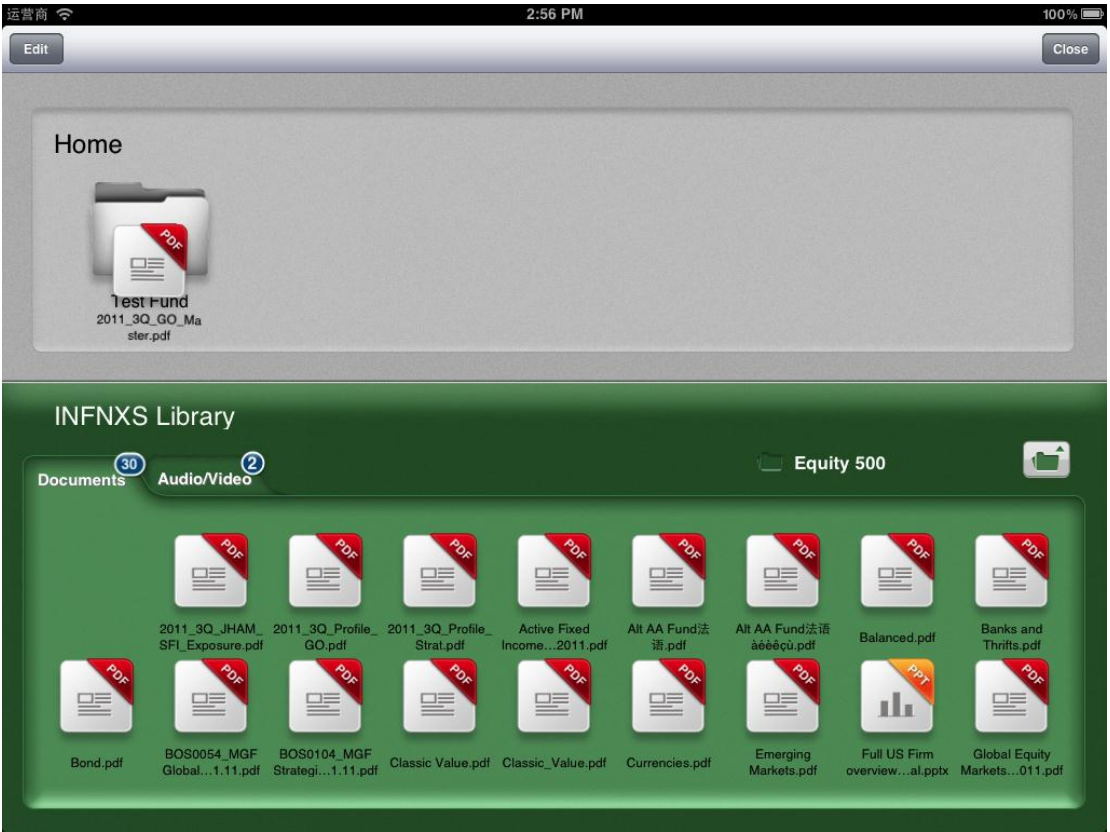 运营商 2:56 PM 100%
Edit Close
Home
PDF
Test Fund
2011_3Q_GO_Ma
ster.pdf
INFNXS Library
Documents 30 Audio/Video 2 Equity 500
PDF PDF PDF PDF PDF PDF PDF PDF
2011_3Q_JHAM_ 2011_3Q_Profile_ 2011_3Q_Profile_ Active Fixed Alt AA Fund法 Alt AA Fund法语 Balanced.pdf Banks and
SFI_Exposure.pdf GO.pdf Strat.pdf Income...2011.pdf 语.pdf àéèêçù.pdf Thrifts.pdf
PDF PDF PDF PDF PDF PDF PDF PPT PDF
Bond.pdf BOS0054_MGF BOS0104_MGF Classic Value.pdf Classic_Value.pdf Currencies.pdf Emerging Full US Firm Global Equity
Global...1.11.pdf Strategi...1.11.pdf Markets.pdf overview...al.pptx Markets...011.pdf